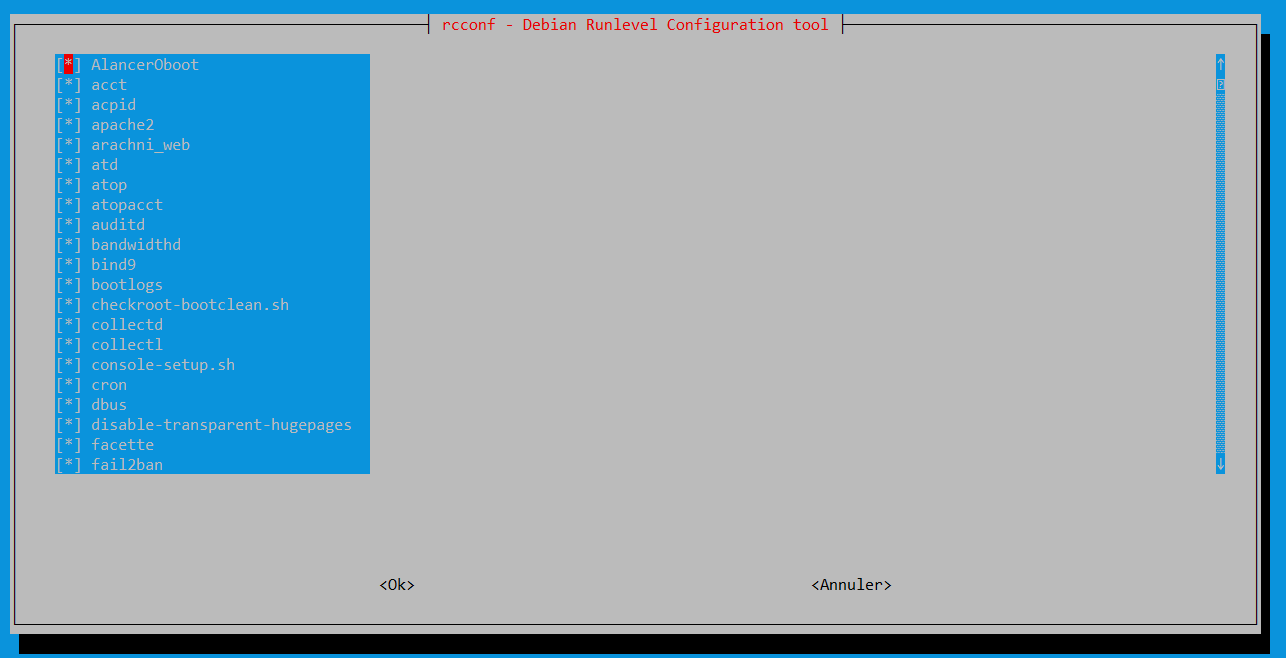 rcconf - Debian Runlevel Configuration tool
[*] AlancerOboot
[*] acct
[*] acpid
[*] apache2
[*] arachni_web
[*] atd
[*] atop
[*] atopacct
[*] auditd
[*] bandwidthd
[*] bind9
[*] bootlogs
[*] checkroot-bootclean.sh
[*] collectd
[*] collectl
[*] console-setup.sh
[*] cron
[*] dbus
[*] disable-transparent-hugepages
[*] facette
[*] fail2ban
<Ok> <Annuler>